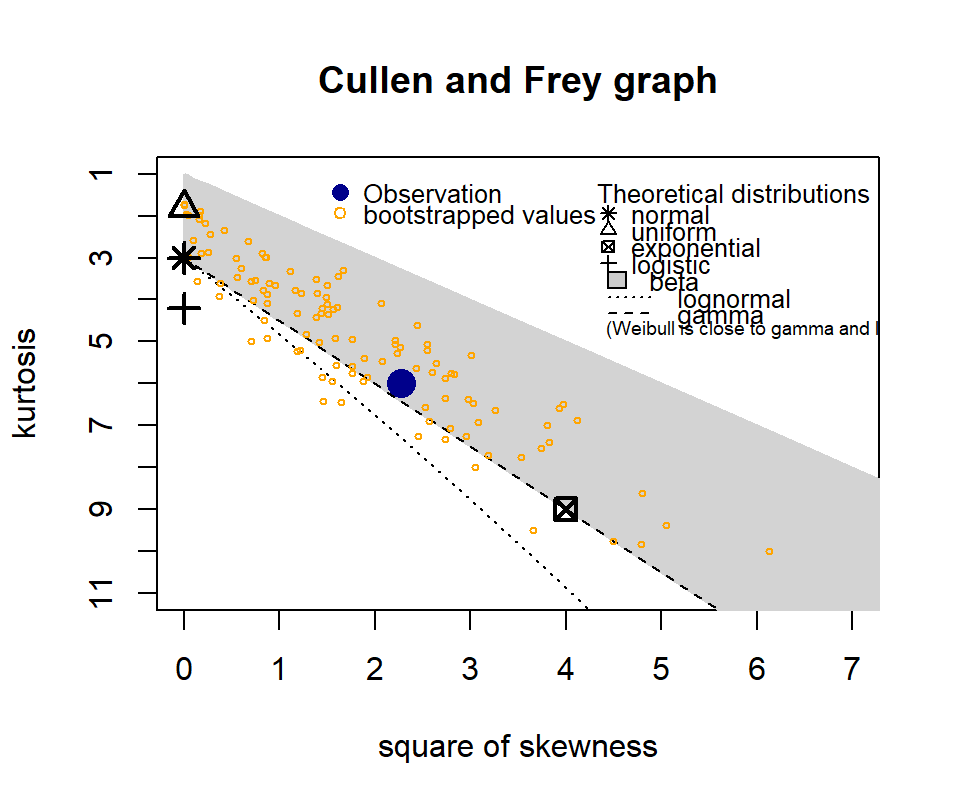 Cullen and Frey graph
Observation
bootstrapped values
Theoretical distributions
normal
uniform
exponential
logistic
beta
lognormal
gamma
(Weibull is close to gamma and l
kurtosis
1
3
5
7
9
11
0 1 2 3 4 5 6 7
square of skewness